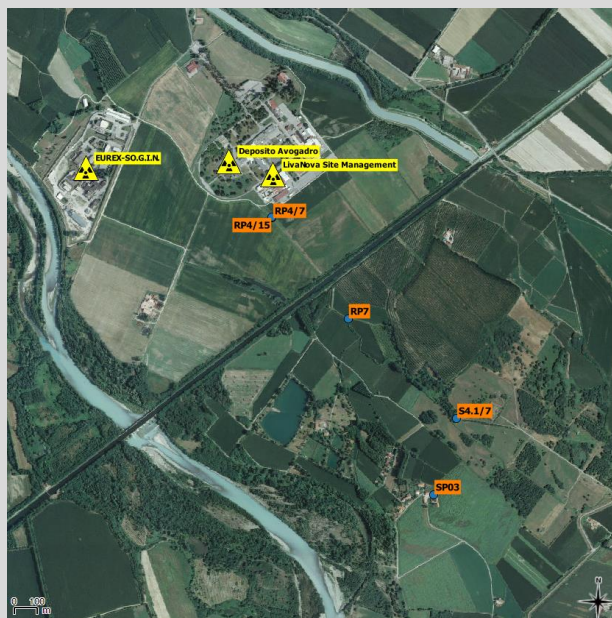 Deposito Avogadro
EUREX-SO.G.I.N.
LivaNova Site Management
RP4/7
RP4/15
RP7
S4.1/7
SP03
N
0 100
m